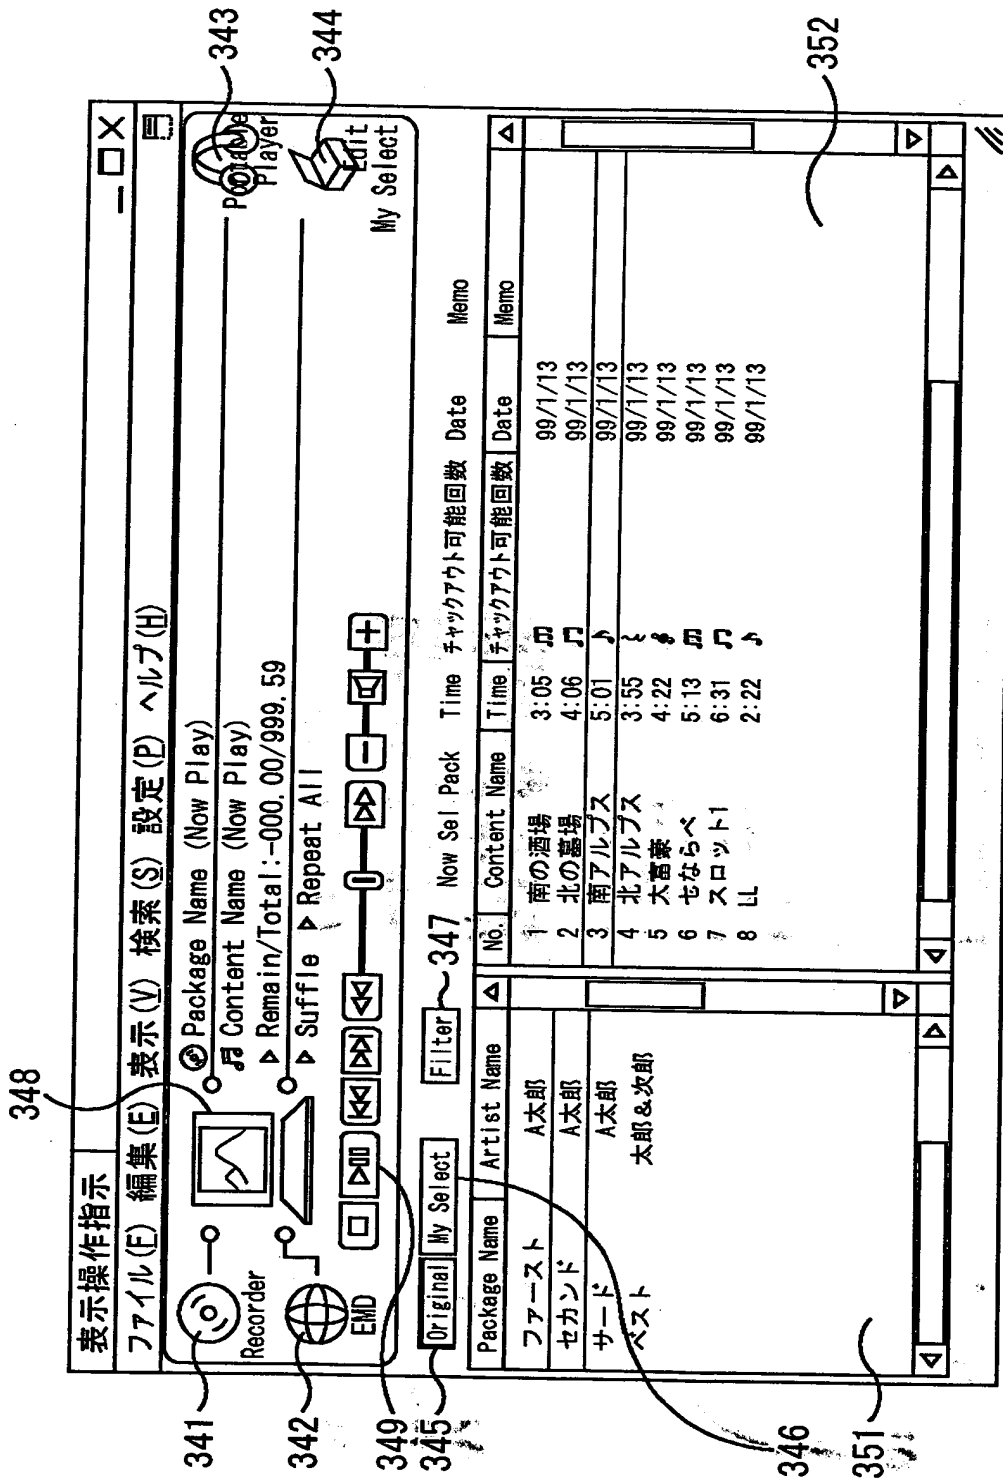 348
表示操作指示
ファイル(F) 編集(E) 表示(V) 検索(S) 設定(P) ヘルプ(H)
341
Recorder
342
EMD
Package Name (Now Play)
Content Name (Now Play)
Remain/Total:-000.00/999.59
Suffle Repeat All
Player
343
Edit
344
My Select
349
345
Original My Select Filter 347 Now Sel Pack Time チャックアウト可能回数 Date Memo
Package Name Artist Name
ファースト A太郎
セカンド A太郎
サード A太郎
ベスト 太郎&次郎
No. Content Name Time チャックアウト可能回数 Date Memo
1 南の酒場 3:05 99/1/13
2 北の墓場 4:06 99/1/13
3 南アルプス 5:01 99/1/13
4 北アルプス 3:55 99/1/13
5 大富豪 4:22 99/1/13
6 七ならべ 5:13 99/1/13
7 スロット1 6:31 99/1/13
8 LL 2:22 99/1/13
346
351
352